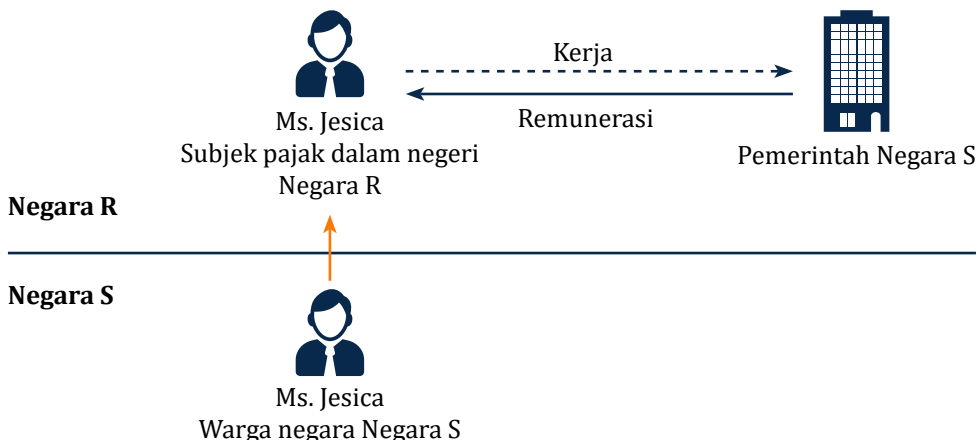 Kerja
Remunerasi
Ms. Jesica
Subjek pajak dalam negeri
Negara R
Pemerintah Negara S
Negara R
Negara S
Ms. Jesica
Warga negara Negara S